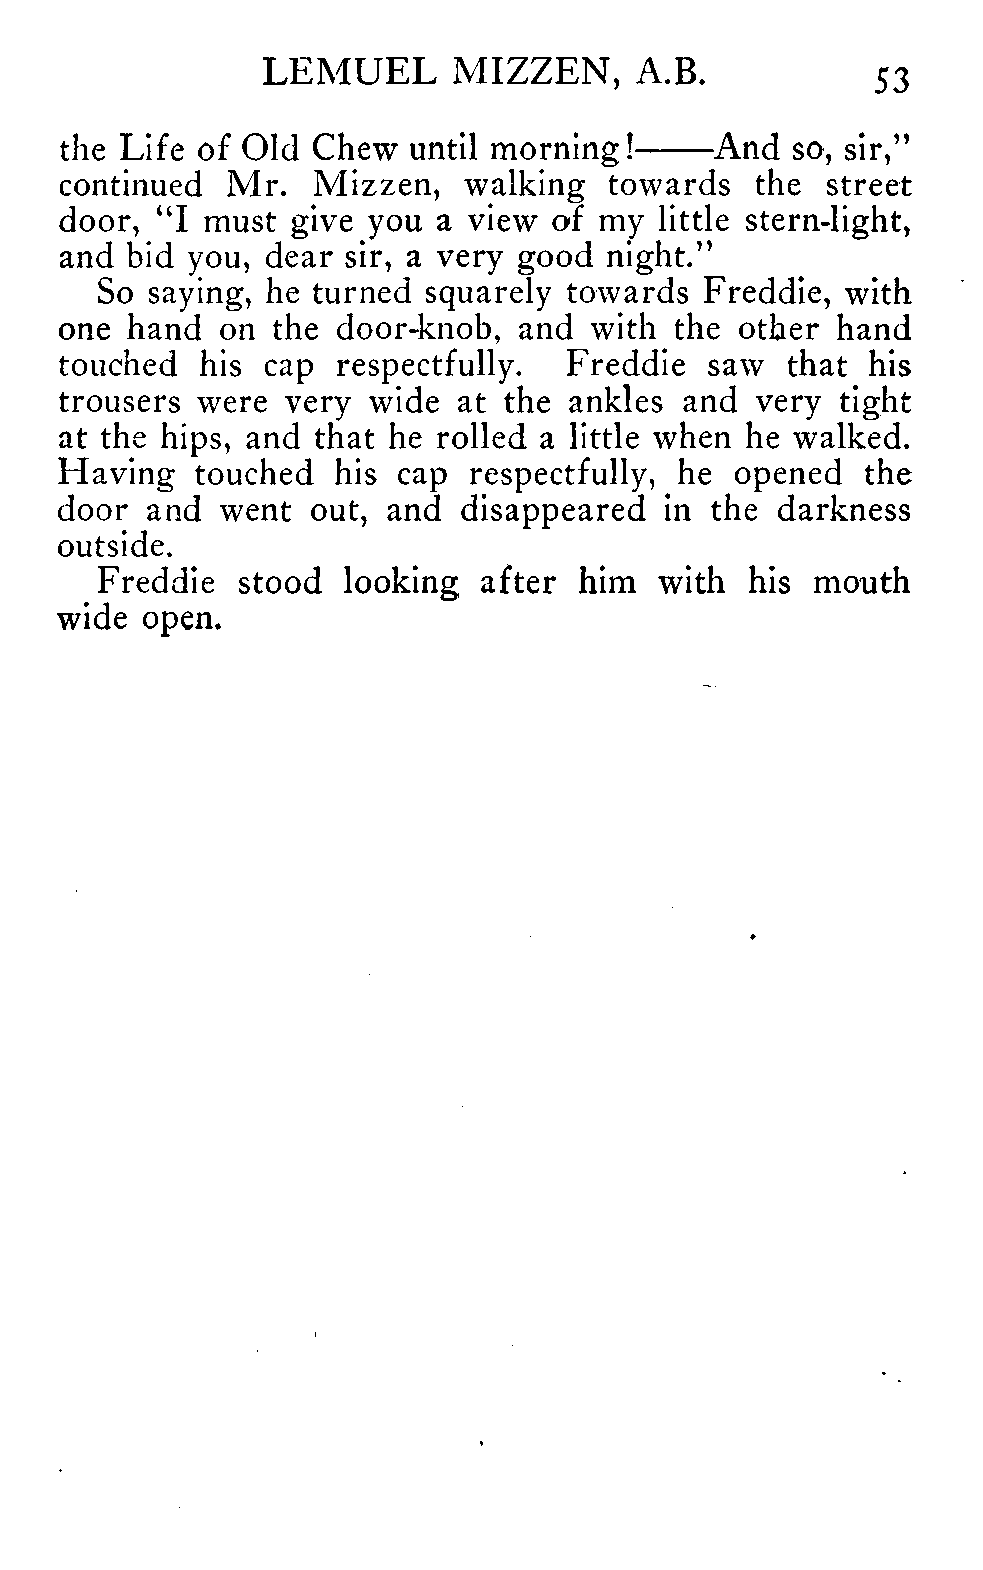 LEMUEL MIZZEN, A.B. 53
the Life of Old Chew until morning!——And so, sir,"
continued Mr. Mizzen, walking towards the street
door, "I must give you a view of my little stern-light,
and bid you, dear sir, a very good night."
So saying, he turned squarely towards Freddie, with
one hand on the door-knob, and with the other hand
touched his cap respectfully. Freddie saw that his
trousers were very wide at the ankles and very tight
at the hips, and that he rolled a little when he walked.
Having touched his cap respectfully, he opened the
door and went out, and disappeared in the darkness
outside.
Freddie stood looking after him with his mouth
wide open.